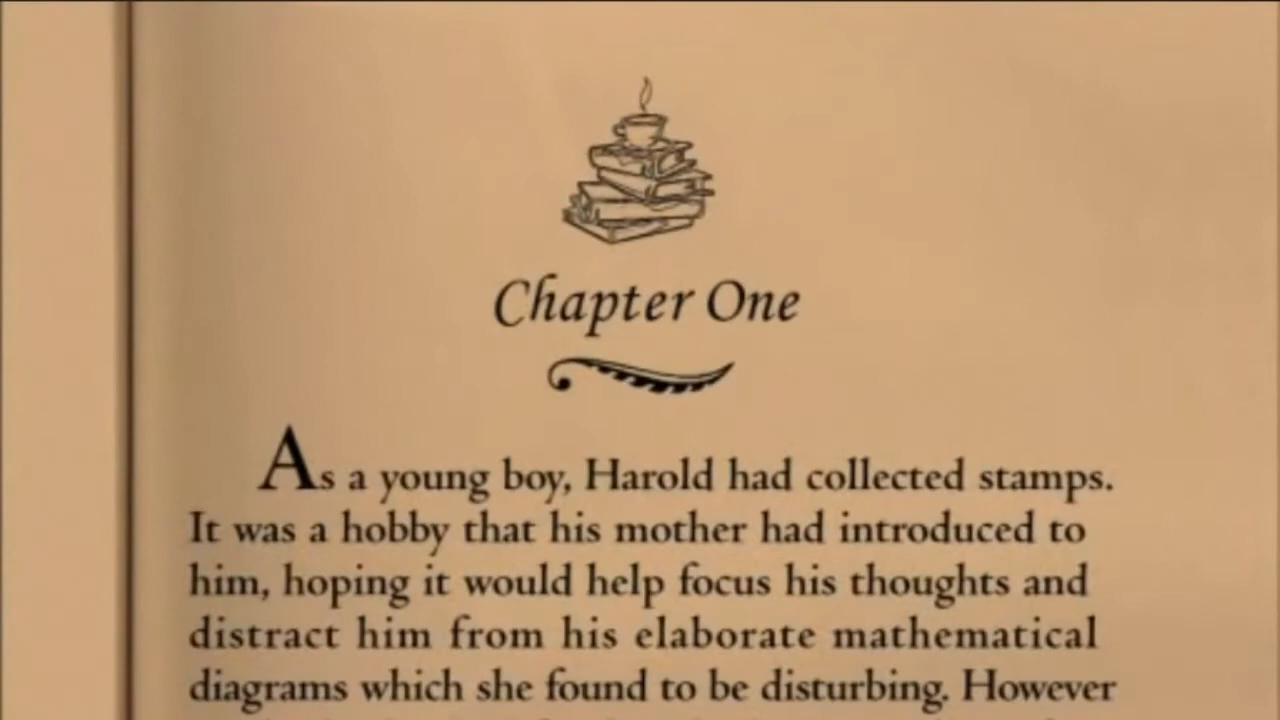 Chapter One
As a young boy, Harold had collected stamps.
It was a hobby that his mother had introduced to
him, hoping it would help focus his thoughts and
distract him from his elaborate mathematical
diagrams which she found to be disturbing. However